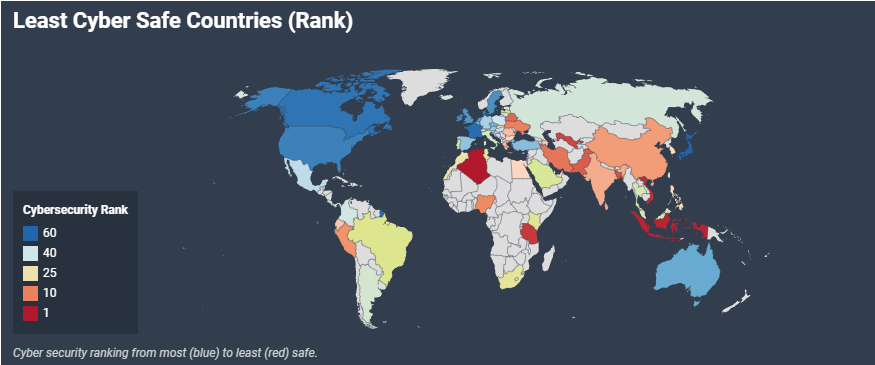 Least Cyber Safe Countries (Rank)
Cybersecurity Rank
60
40
25
10
1
Cyber security ranking from most (blue) to least (red) safe.